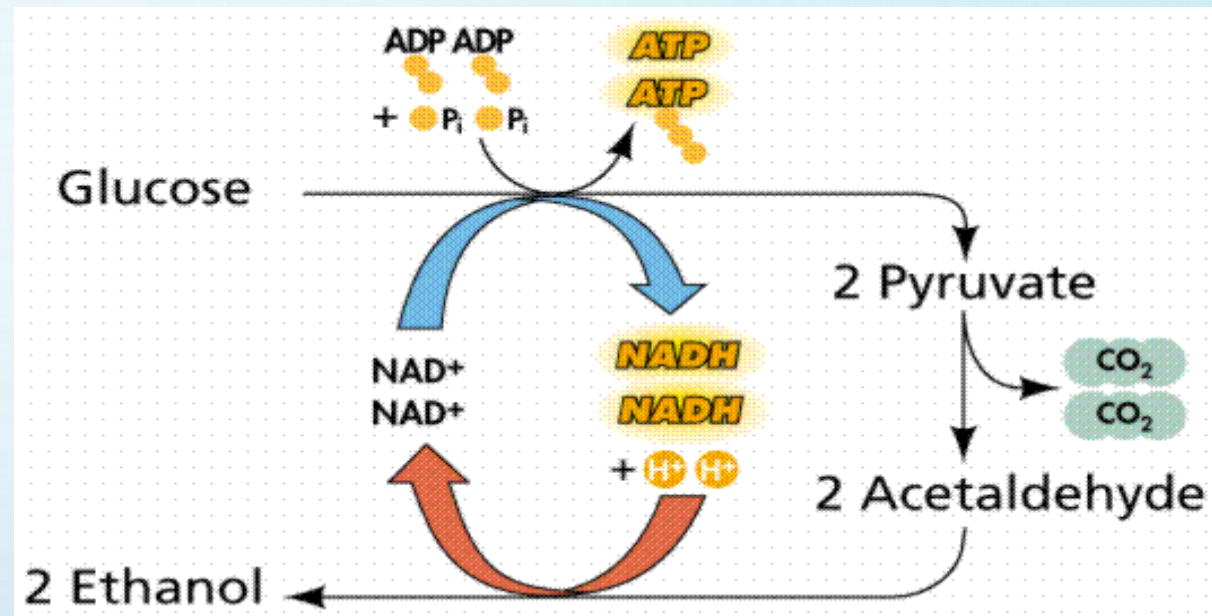 ADP ADP
ATP
ATP
+ Pi Pi
Glucose
2 Pyruvate
NAD+
NAD+
NADH
NADH
+ H+ H+
CO2
CO2
2 Acetaldehyde
2 Ethanol